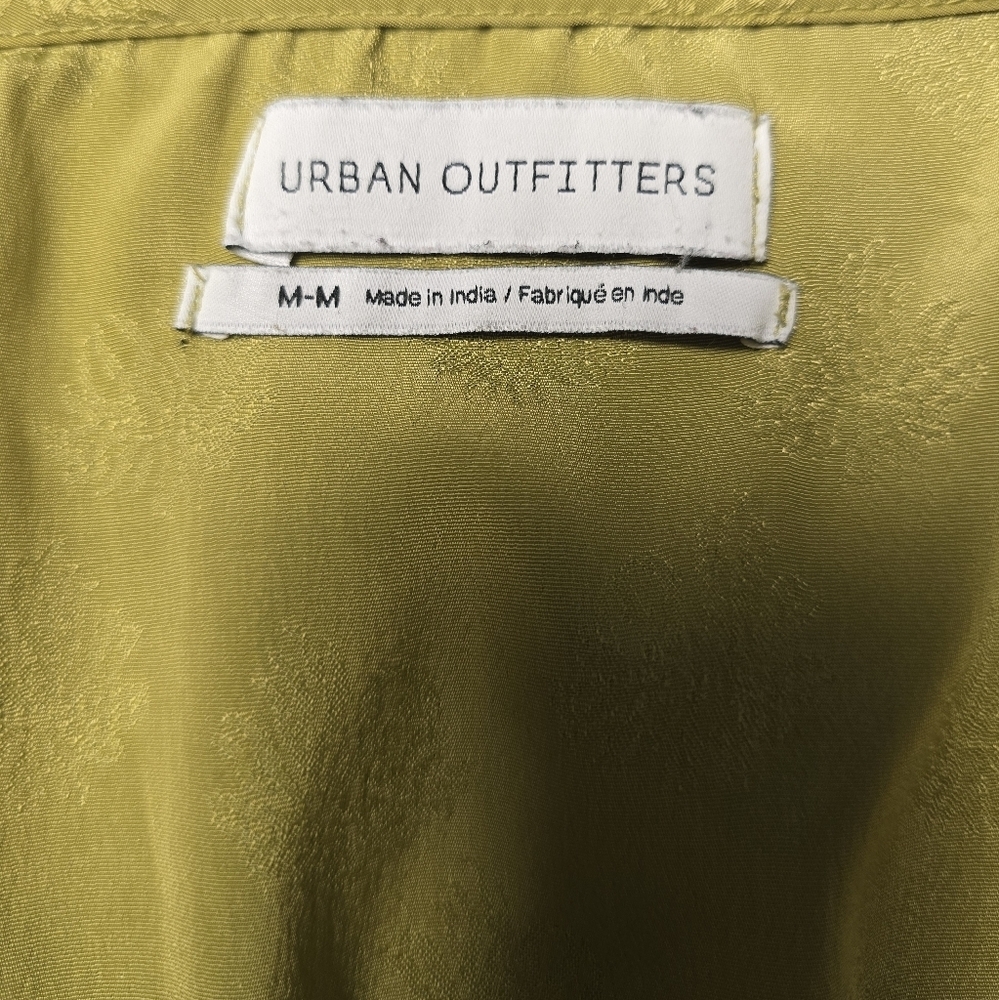 URBAN OUTFITTERS
M-M Made in India / Fabriqué en Inde